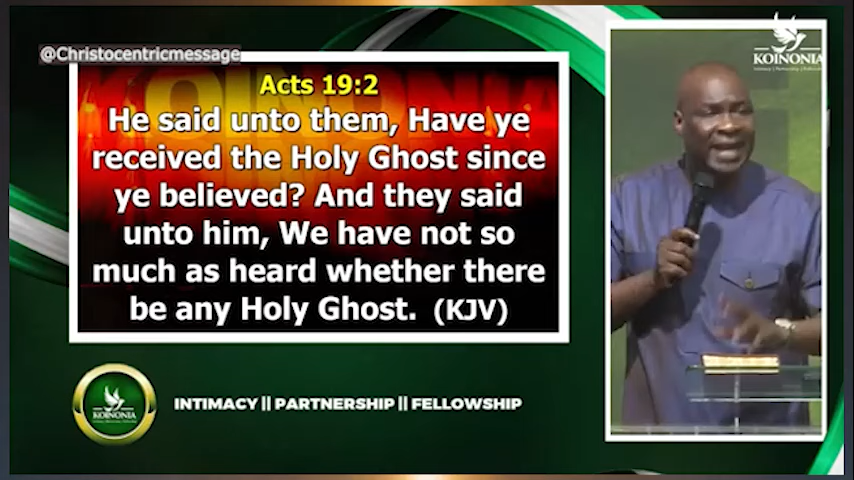 @Christocentricmessage
Acts 19:2
He said unto them, Have ye
received the Holy Ghost since
ye believed? And they said
unto him, We have not so
much as heard whether there
be any Holy Ghost. (KJV)
KOINONIA
KOINONIA
INTIMACY || PARTNERSHIP || FELLOWSHIP